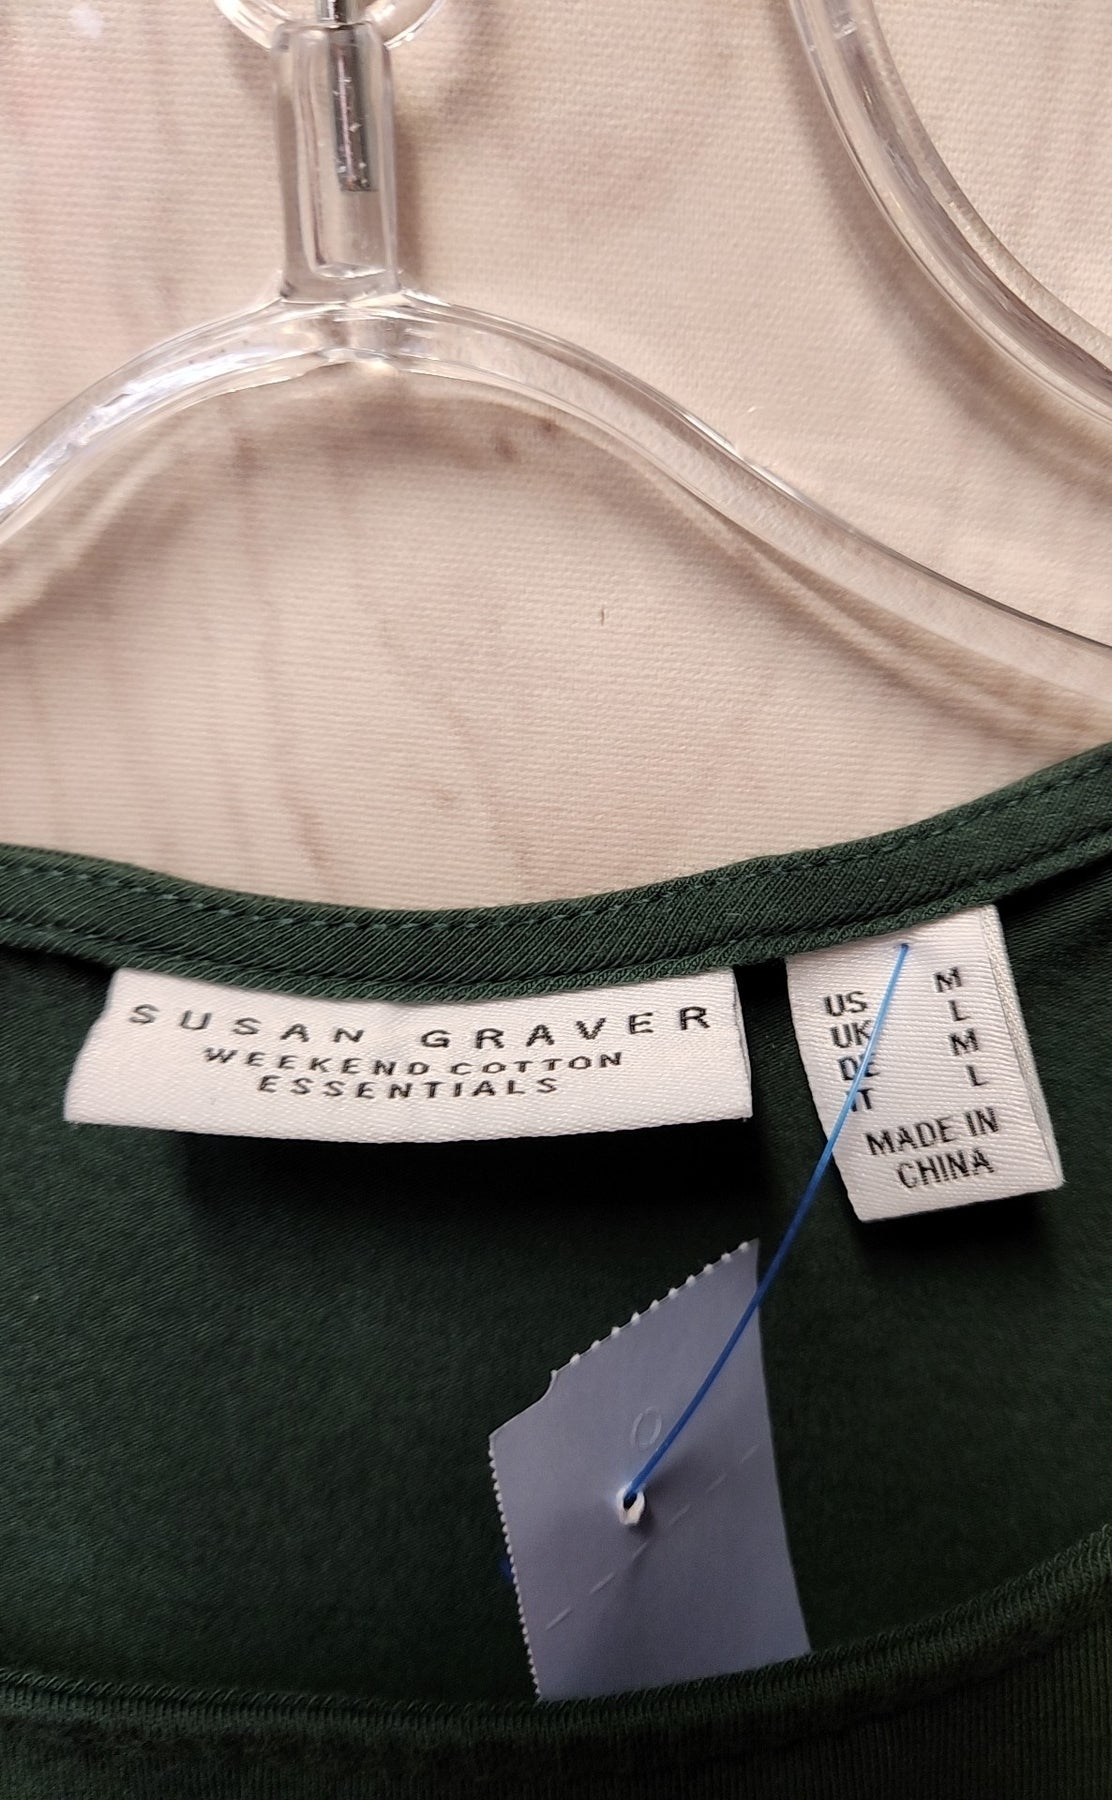 SUSAN GRAVER
WEEKEND COTTON
ESSENTIALS
US M
UK L
DE M
IT L
MADE IN
CHINA